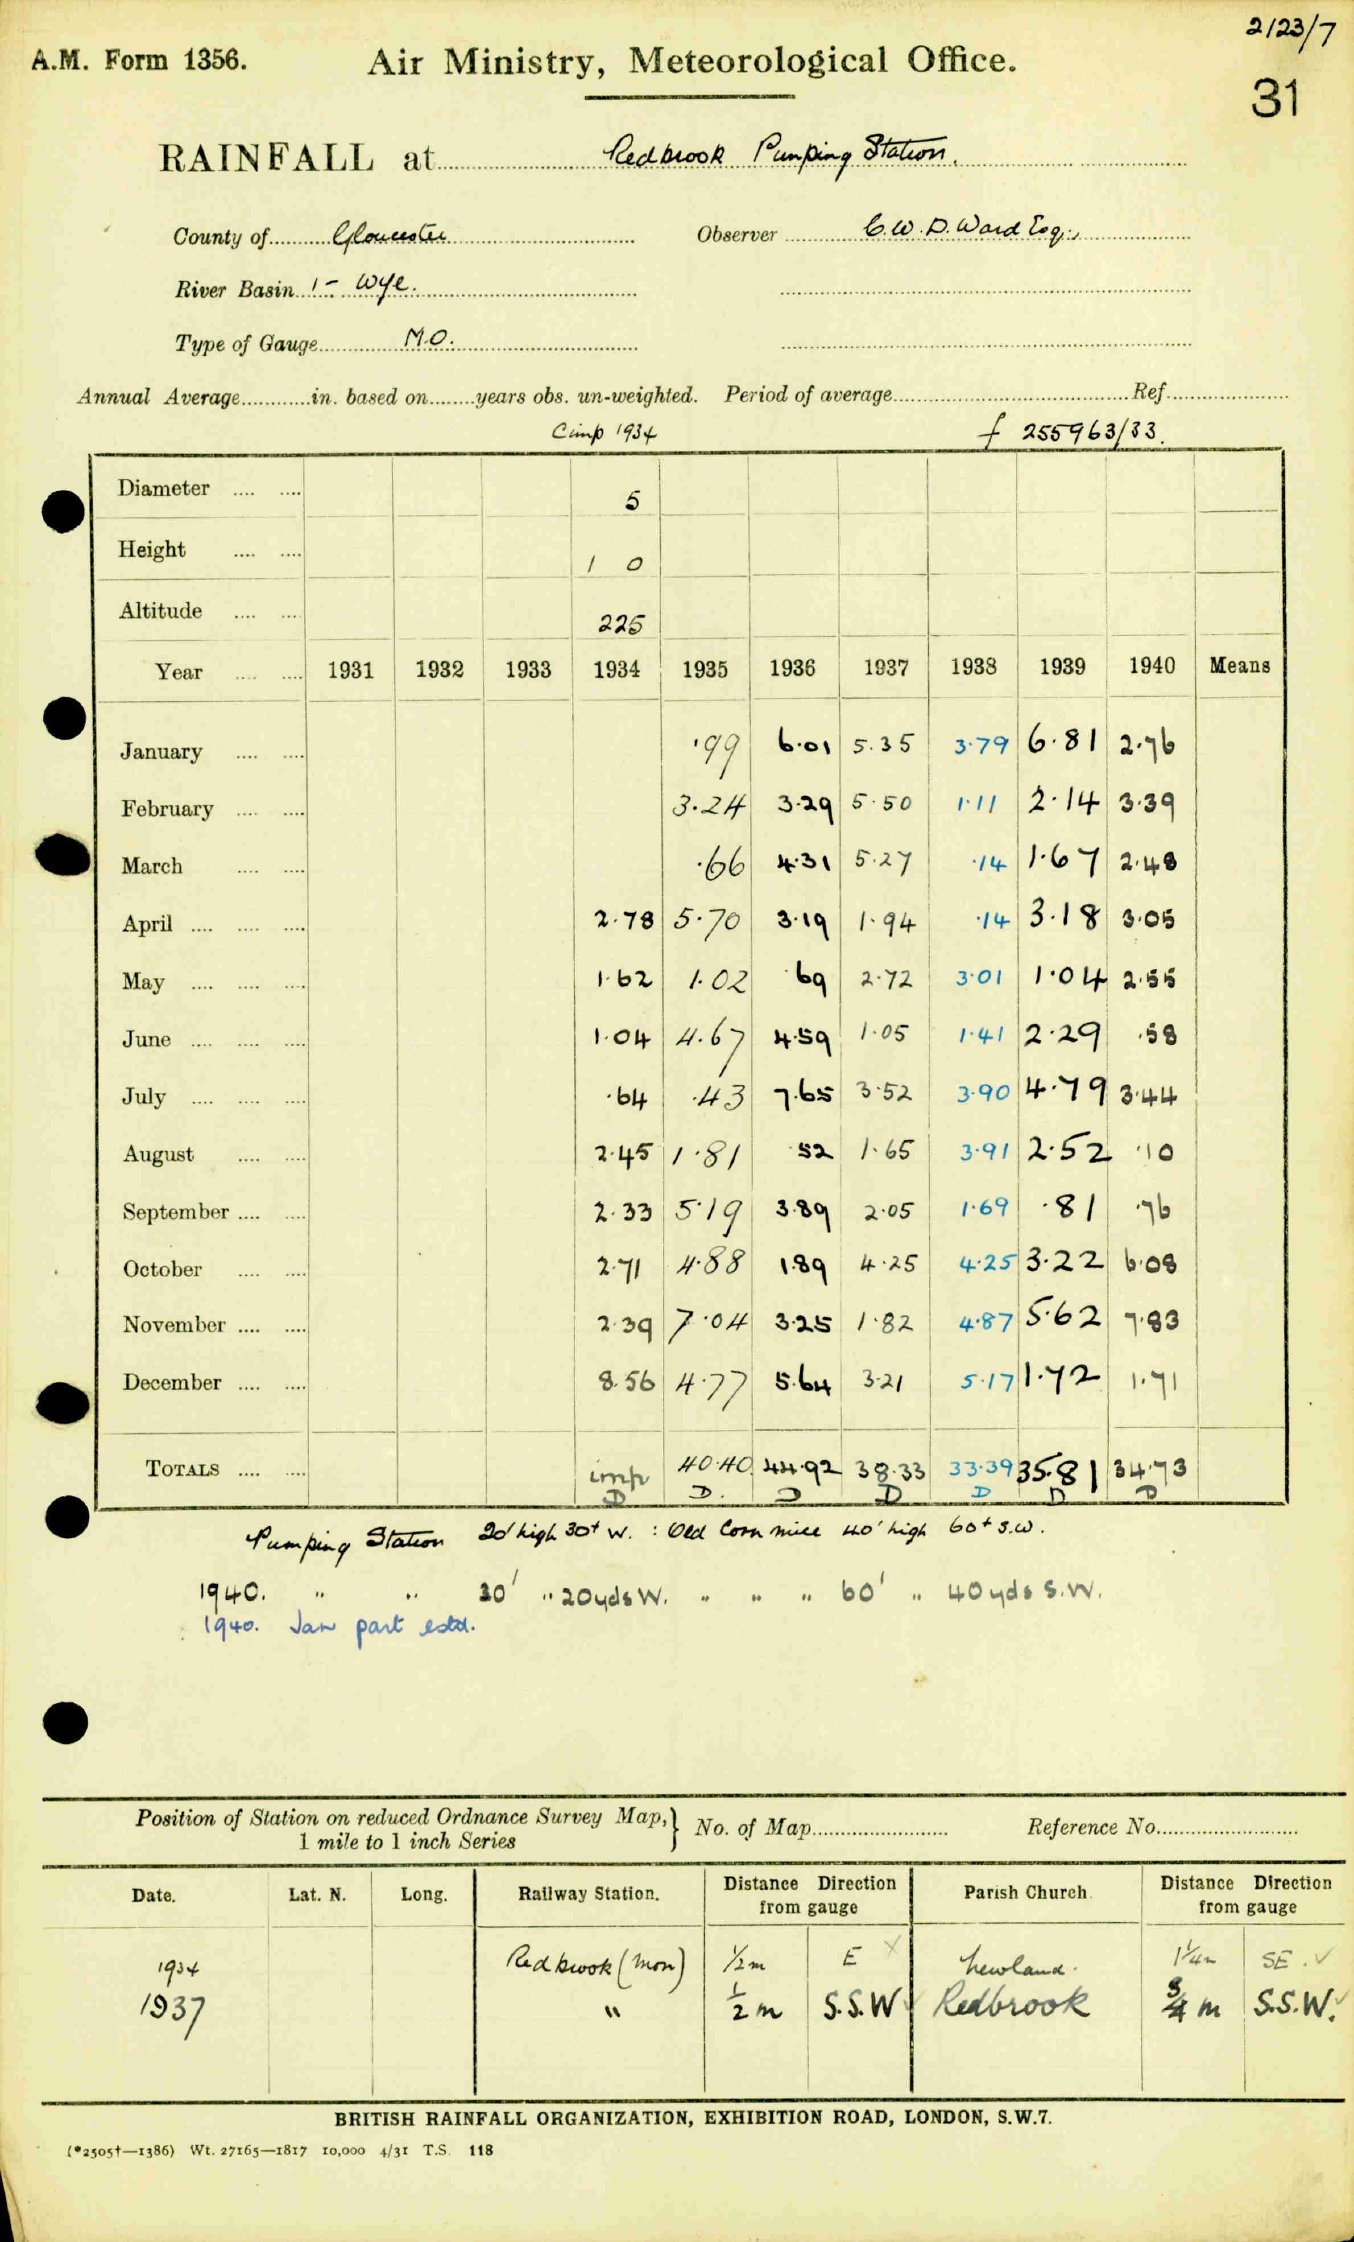 2123/7
A.M. Form 1356. Air Ministry, Meteorological Office.
31
RAINFALL at Redbrook Pumping Station.
County of Gloucester Observer C.W.D. Ward Esq.,
River Basin 1 - Wye.
Type of Gauge M.O.
Annual Average in. based on years obs. un-weighted. Period of average Ref.
1934 f 255963/33.
Diameter 5
Height 1 0
Altitude 225
Year 1931 1932 1933 1934 1935 1936 1937 1938 1939 1940 Means
January .99 6.01 5.35 3.79 6.81 2.76
February 3.24 3.29 5.50 1.11 2.14 3.39
March .66 4.31 5.27 .14 1.67 2.48
April 2.78 5.70 3.19 1.94 .14 3.18 3.05
May 1.62 1.02 .69 2.72 3.01 1.04 2.55
June 1.04 4.67 4.59 1.05 1.41 2.29 .58
July .64 .43 7.65 3.52 3.90 4.79 3.44
August 2.45 1.81 .52 1.65 3.91 2.52 .10
September 2.33 5.19 3.89 2.05 1.69 .81 .76
October 2.71 4.88 1.89 4.25 4.25 3.22 6.08
November 2.39 7.04 3.25 1.82 4.87 5.62 7.83
December 8.56 4.77 5.64 3.21 5.17 1.72 1.71
TOTALS imp 40.40 44.92 38.33 33.39 35.81 34.73
D D. D D D D D
Pumping Station 20' high 30+ W. : Old Corn mill 40' high 60+ S.W.
1940. " " 30' " 20yds W. " " " 60' " 40yds S.W.
1940. Jan part estd.
Position of Station on reduced Ordnance Survey Map, } No. of Map Reference No.
1 mile to 1 inch Series
Date. Lat. N. Long. Railway Station. Distance Direction from gauge Parish Church. Distance Direction from gauge
1934 Redbrook (Mon) 1/2 m E Newland. 1 1/4 m SE.
1937 " 1/2 m S.S.W Redbrook 3/4 m S.S.W.
BRITISH RAINFALL ORGANIZATION, EXHIBITION ROAD, LONDON, S.W.7.
(*2505†—1386) Wt. 27165—1817 10,000 4/31 T.S. 118